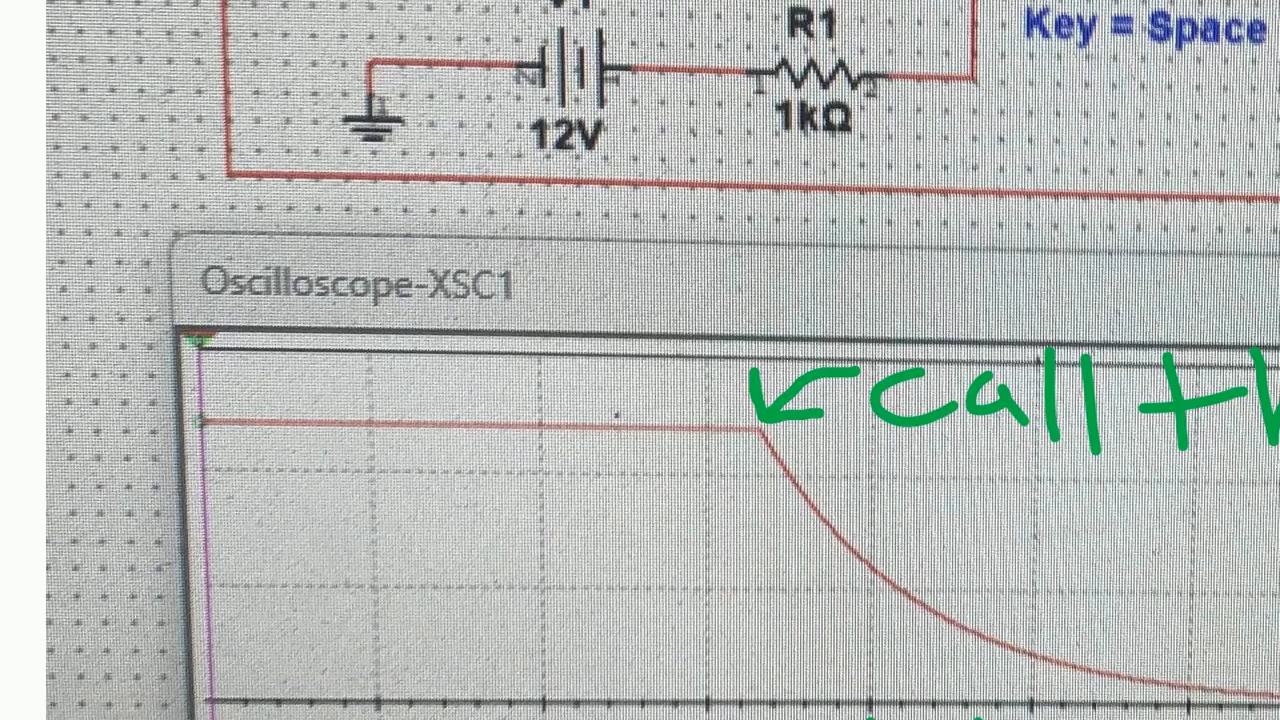 R1
Key = Space
12V
1kΩ
Oscilloscope-XSC1
call